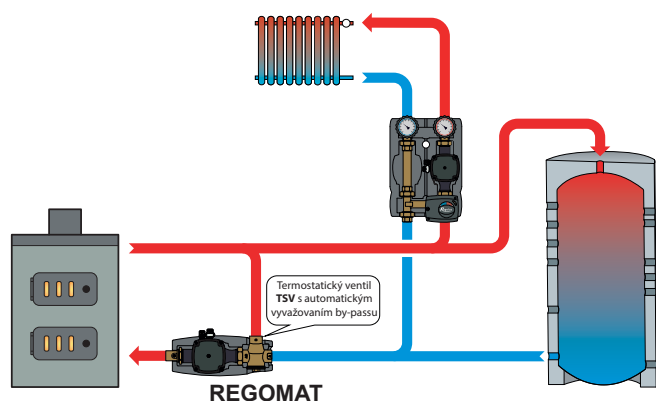 Termostatický ventil
TSV s automatickým
vyvažovaním by-passu
REGOMAT